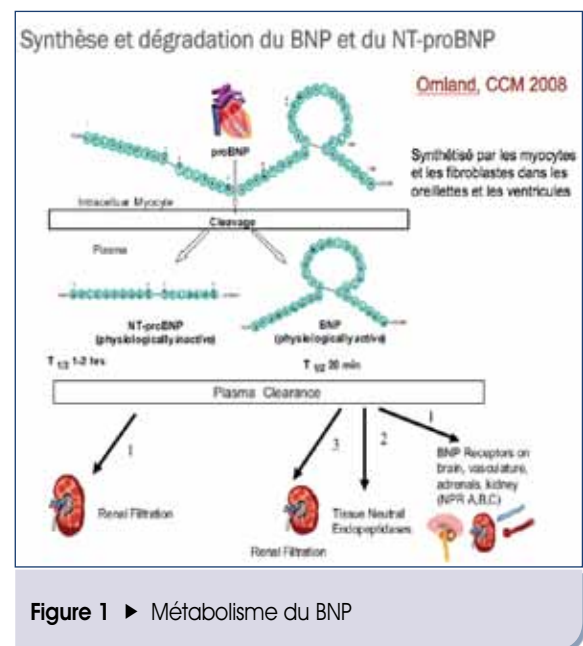 Synthèse et dégradation du BNP et du NT-proBNP
Omland, CCM 2008
proBNP
Synthétisé par les myocytes
et les fibroblastes dans les
oreillettes et les ventricules
Intracelluar Myocyte
Cleavage
Plasma
NT-proBNP
(physiologically inactive)
BNP
(physiologically active)
T 1/2 1-2 hrs
T 1/2 20 min
Plasma Clearance
1
3
2
1
Renal Filtration
Renal Filtration
Tissue Neutral
Endopeptidases
BNP Receptors on
brain, vasculature,
adrenals, kidney
(NPR A,B,C)
Figure 1 ► Métabolisme du BNP